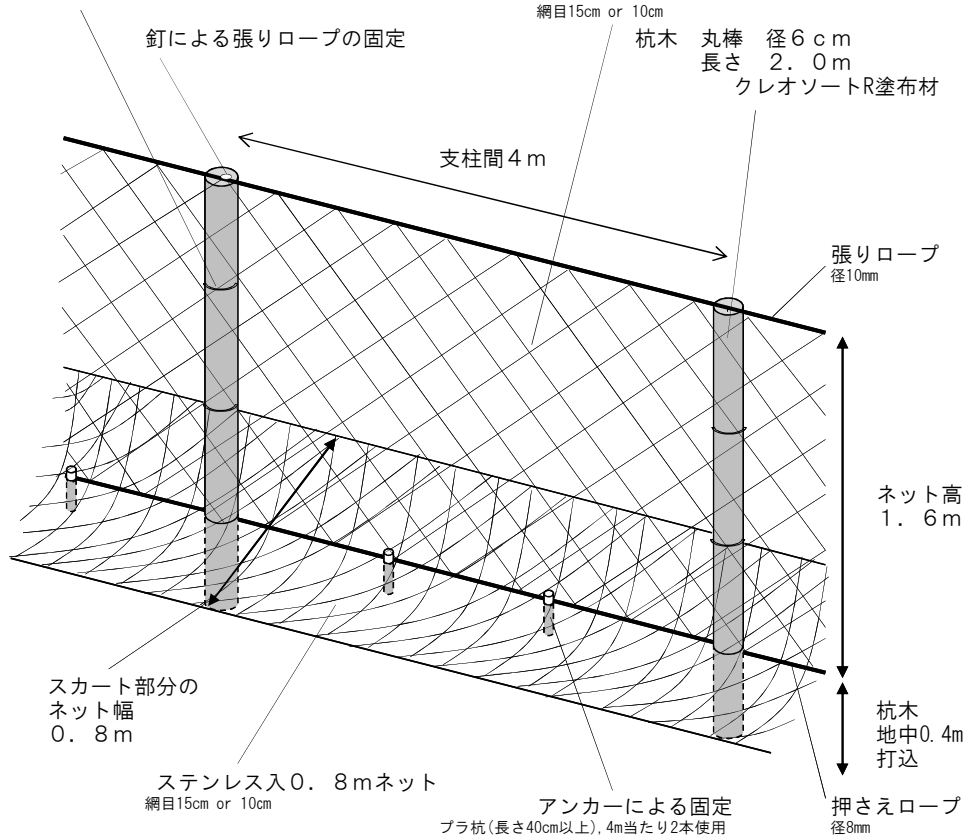 網目15cm or 10cm
釘による張りロープの固定
杭木 丸棒 径6cm
長さ 2.0m
クレオソートR塗布材
支柱間4m
張りロープ
径10mm
ネット高
1.6m
スカート部分の
ネット幅
0.8m
杭木
地中0.4m
打込
ステンレス入0.8mネット
網目15cm or 10cm
アンカーによる固定
プラ杭(長さ40cm以上),4m当たり2本使用
押さえロープ
径8mm